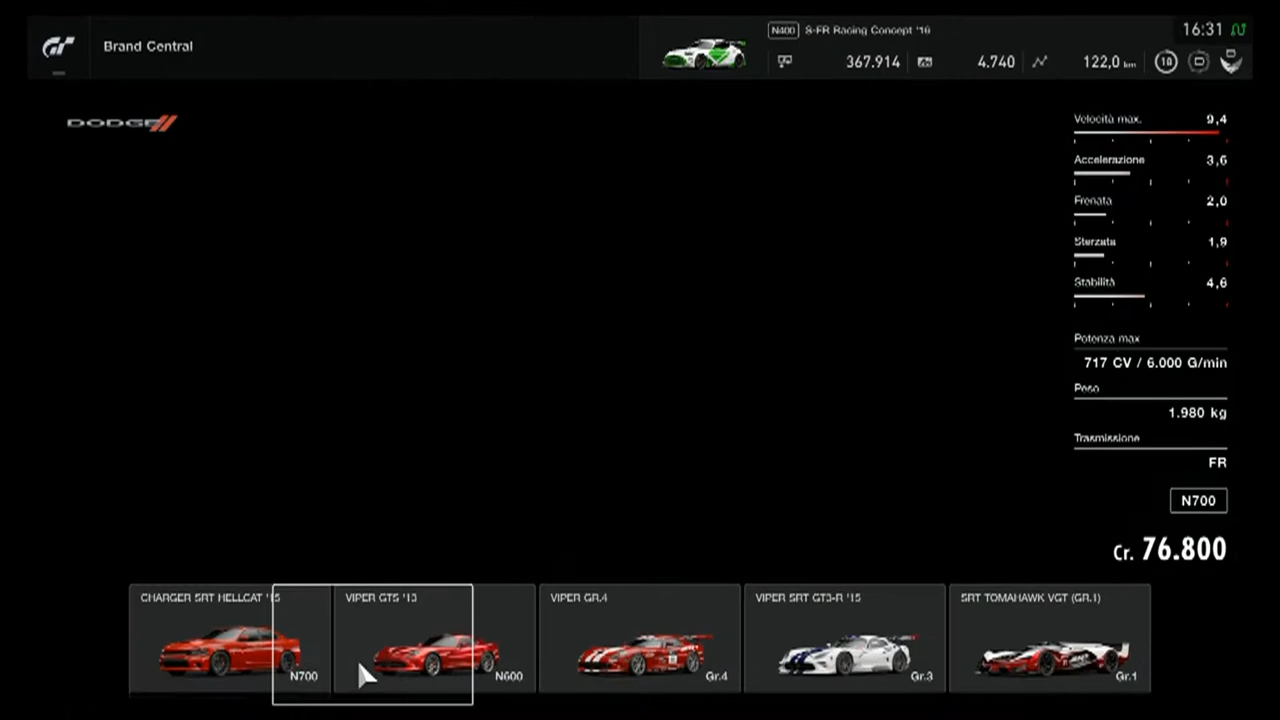 Brand Central
N400 S-FR Racing Concept '16
16:31
367.914 4.740 122,0 km 10
DODGE
Velocità max. 9,4
Accelerazione 3,6
Frenata 2,0
Sterzata 1,9
Stabilità 4,6
Potenza max
717 CV / 6.000 G/min
Peso
1.980 kg
Trasmissione
FR
N700
Cr. 76.800
CHARGER SRT HELLCAT '15
N700
VIPER GTS '13
N600
VIPER GR.4
Gr.4
VIPER SRT GT3-R '15
Gr.3
SRT TOMAHAWK VGT (GR.1)
Gr.1